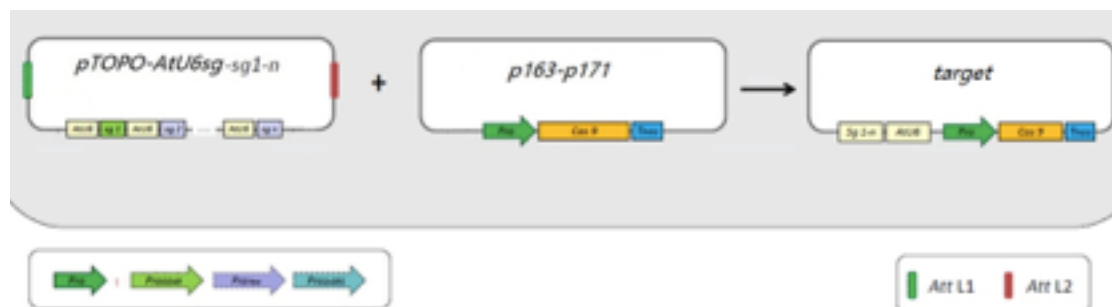 pTOPO-AtU6sg-sg1-n
+
p163-p171
target
AtU6 sg 1 AtU6 sg 2 ...... AtU6 sg n
Pro Cas 9 Tnos
Sg 1-n AtU6 Pro Cas 9 Tnos
Pro :
Att L1 Att L2